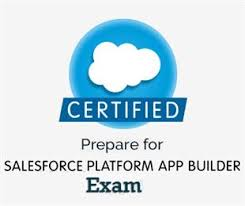 CERTIFIED
Prepare for
SALESFORCE PLATFORM APP BUILDER
Exam